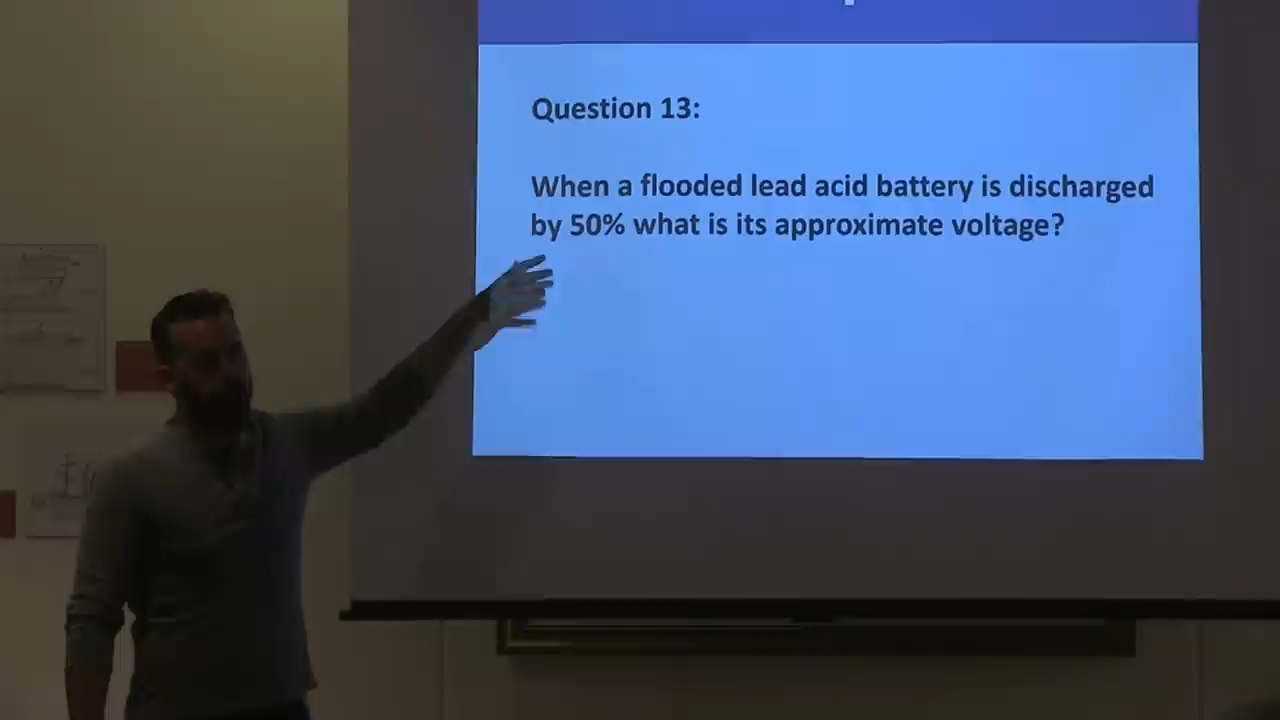 Question 13:
When a flooded lead acid battery is discharged
by 50% what is its approximate voltage?